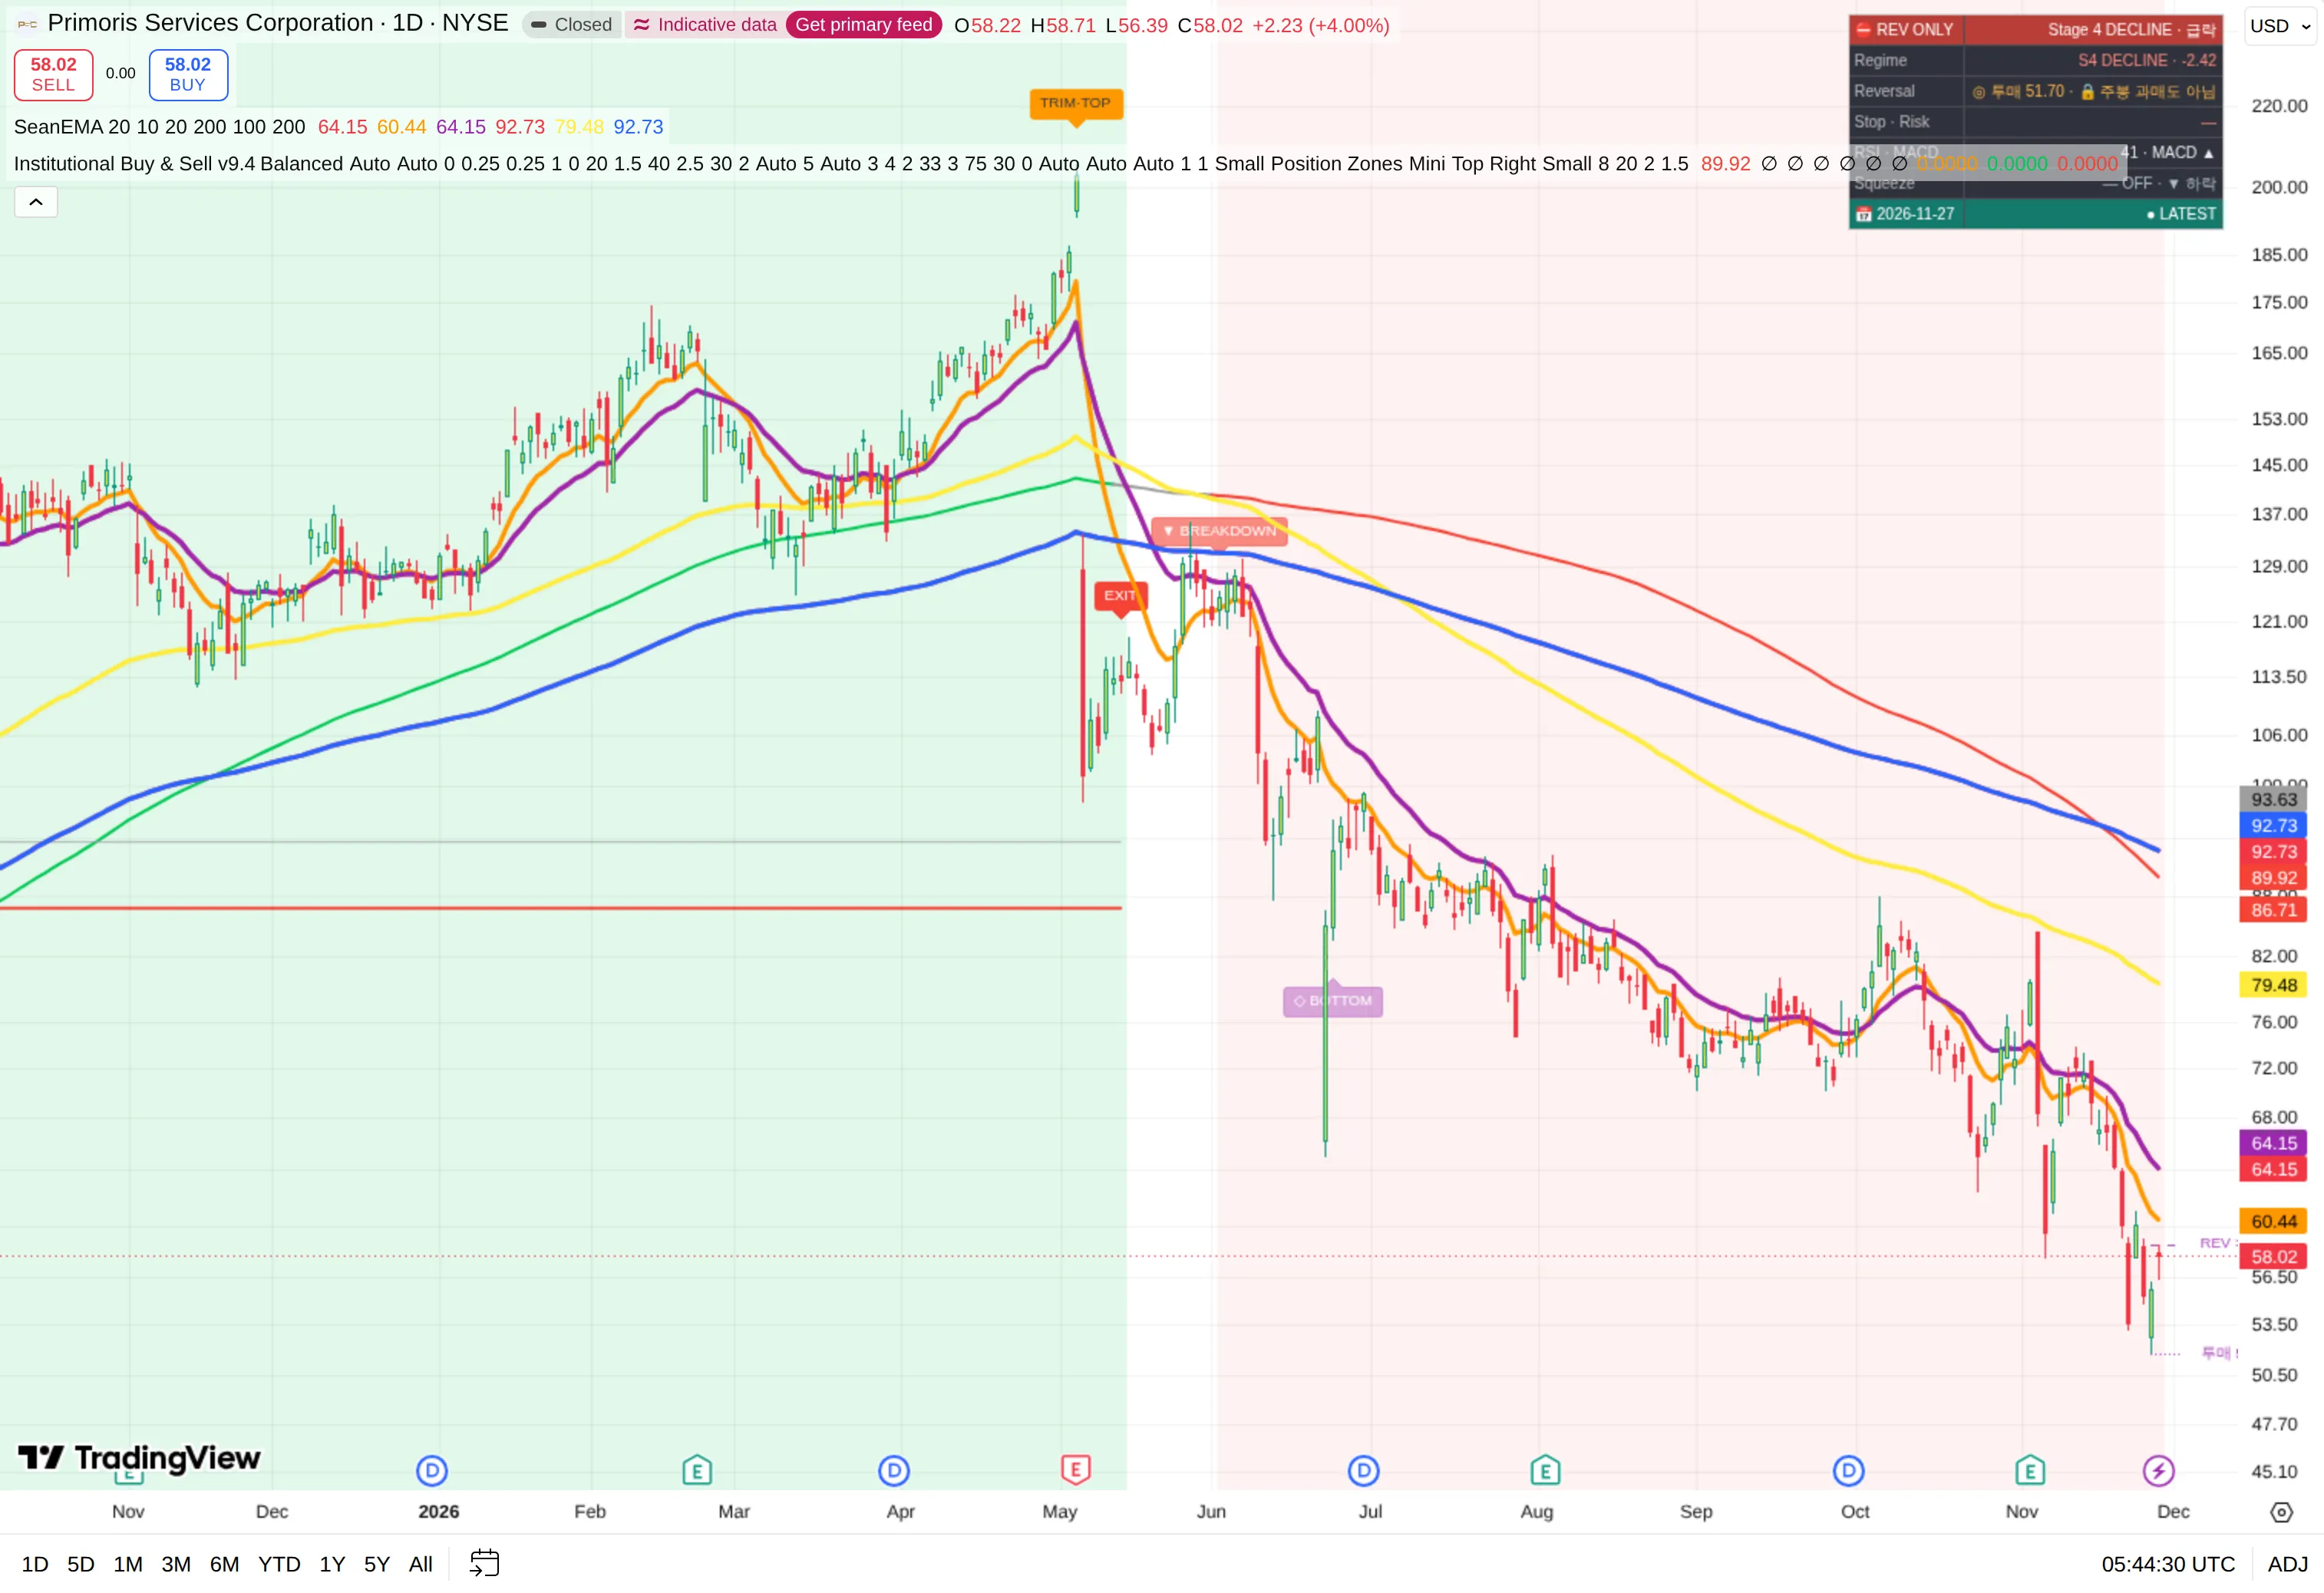 Primoris Services Corporation · 1D · NYSE Closed Indicative data Get primary feed O58.22 H58.71 L56.39 C58.02 +2.23 (+4.00%)
58.02 SELL 0.00 58.02 BUY
SeanEMA 20 10 20 200 100 200 64.15 60.44 64.15 92.73 79.48 92.73
Institutional Buy & Sell v9.4 Balanced Auto Auto 0 0.25 0.25 1 0 20 1.5 40 2.5 30 2 Auto 5 Auto 3 4 2 33 3 75 30 0 Auto Auto Auto 1 1 Small Position Zones Mini Top Right Small 8 20 2 1.5 89.92 ∅ ∅ ∅ ∅ ∅ ∅ 0.0000 0.0000 0.0000
⛔ REV ONLY Stage 4 DECLINE · 급락
Regime S4 DECLINE · -2.42
Reversal ◎ 투매 51.70 · 🔒 주봉 과매도 아님
Stop · Risk —
RSI · MACD 41 · MACD ▲
Squeeze — OFF · ▼ 하락
📅 2026-11-27 ● LATEST
USD
TRIM-TOP
EXIT
▼ BREAKDOWN
◇ BOTTOM
REV
투매
220.00
200.00
185.00
175.00
165.00
153.00
145.00
137.00
129.00
121.00
113.50
106.00
100.00
93.63
92.73
92.73
89.92
86.71
82.00
79.48
76.00
72.00
68.00
64.15
64.15
60.44
58.02
56.50
53.50
50.50
47.70
45.10
TradingView
E D E D E D E D E
Nov Dec 2026 Feb Mar Apr May Jun Jul Aug Sep Oct Nov Dec
1D 5D 1M 3M 6M YTD 1Y 5Y All 05:44:30 UTC ADJ